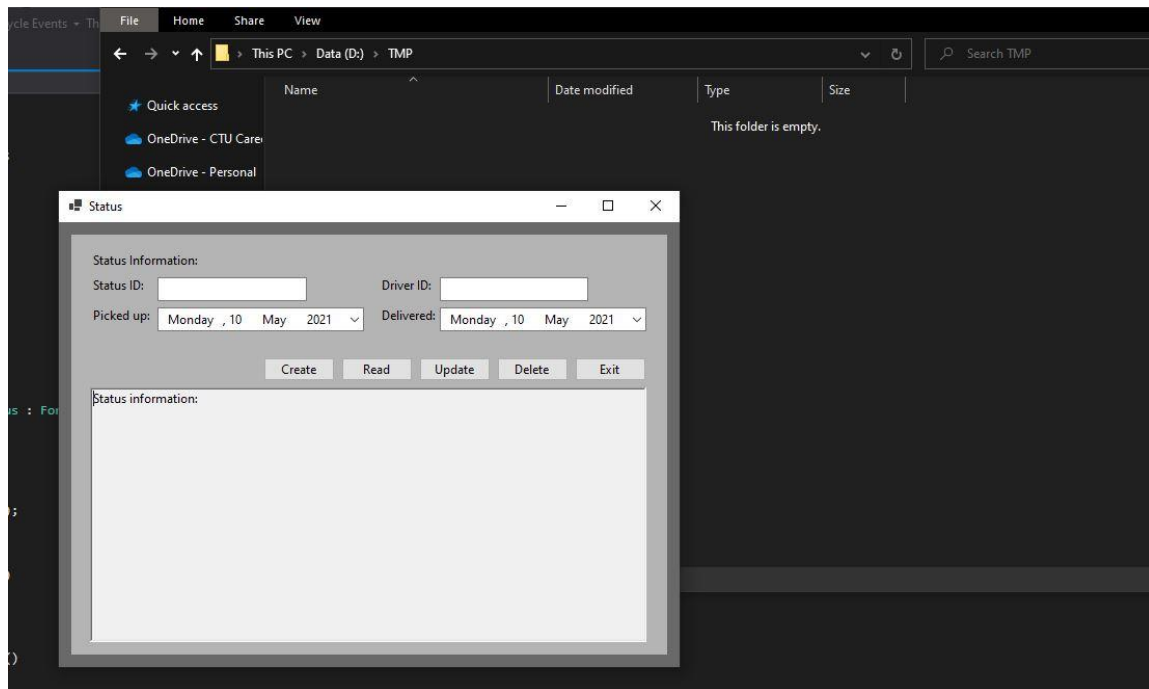 ycle Events Th File Home Share View
This PC > Data (D:) > TMP Search TMP
Name Date modified Type Size
Quick access
This folder is empty.
OneDrive - CTU Care
OneDrive - Personal
Status
Status Information:
Status ID: Driver ID:
Picked up: Monday , 10 May 2021 Delivered: Monday , 10 May 2021
Create Read Update Delete Exit
Status information:
us : For
);
)
()